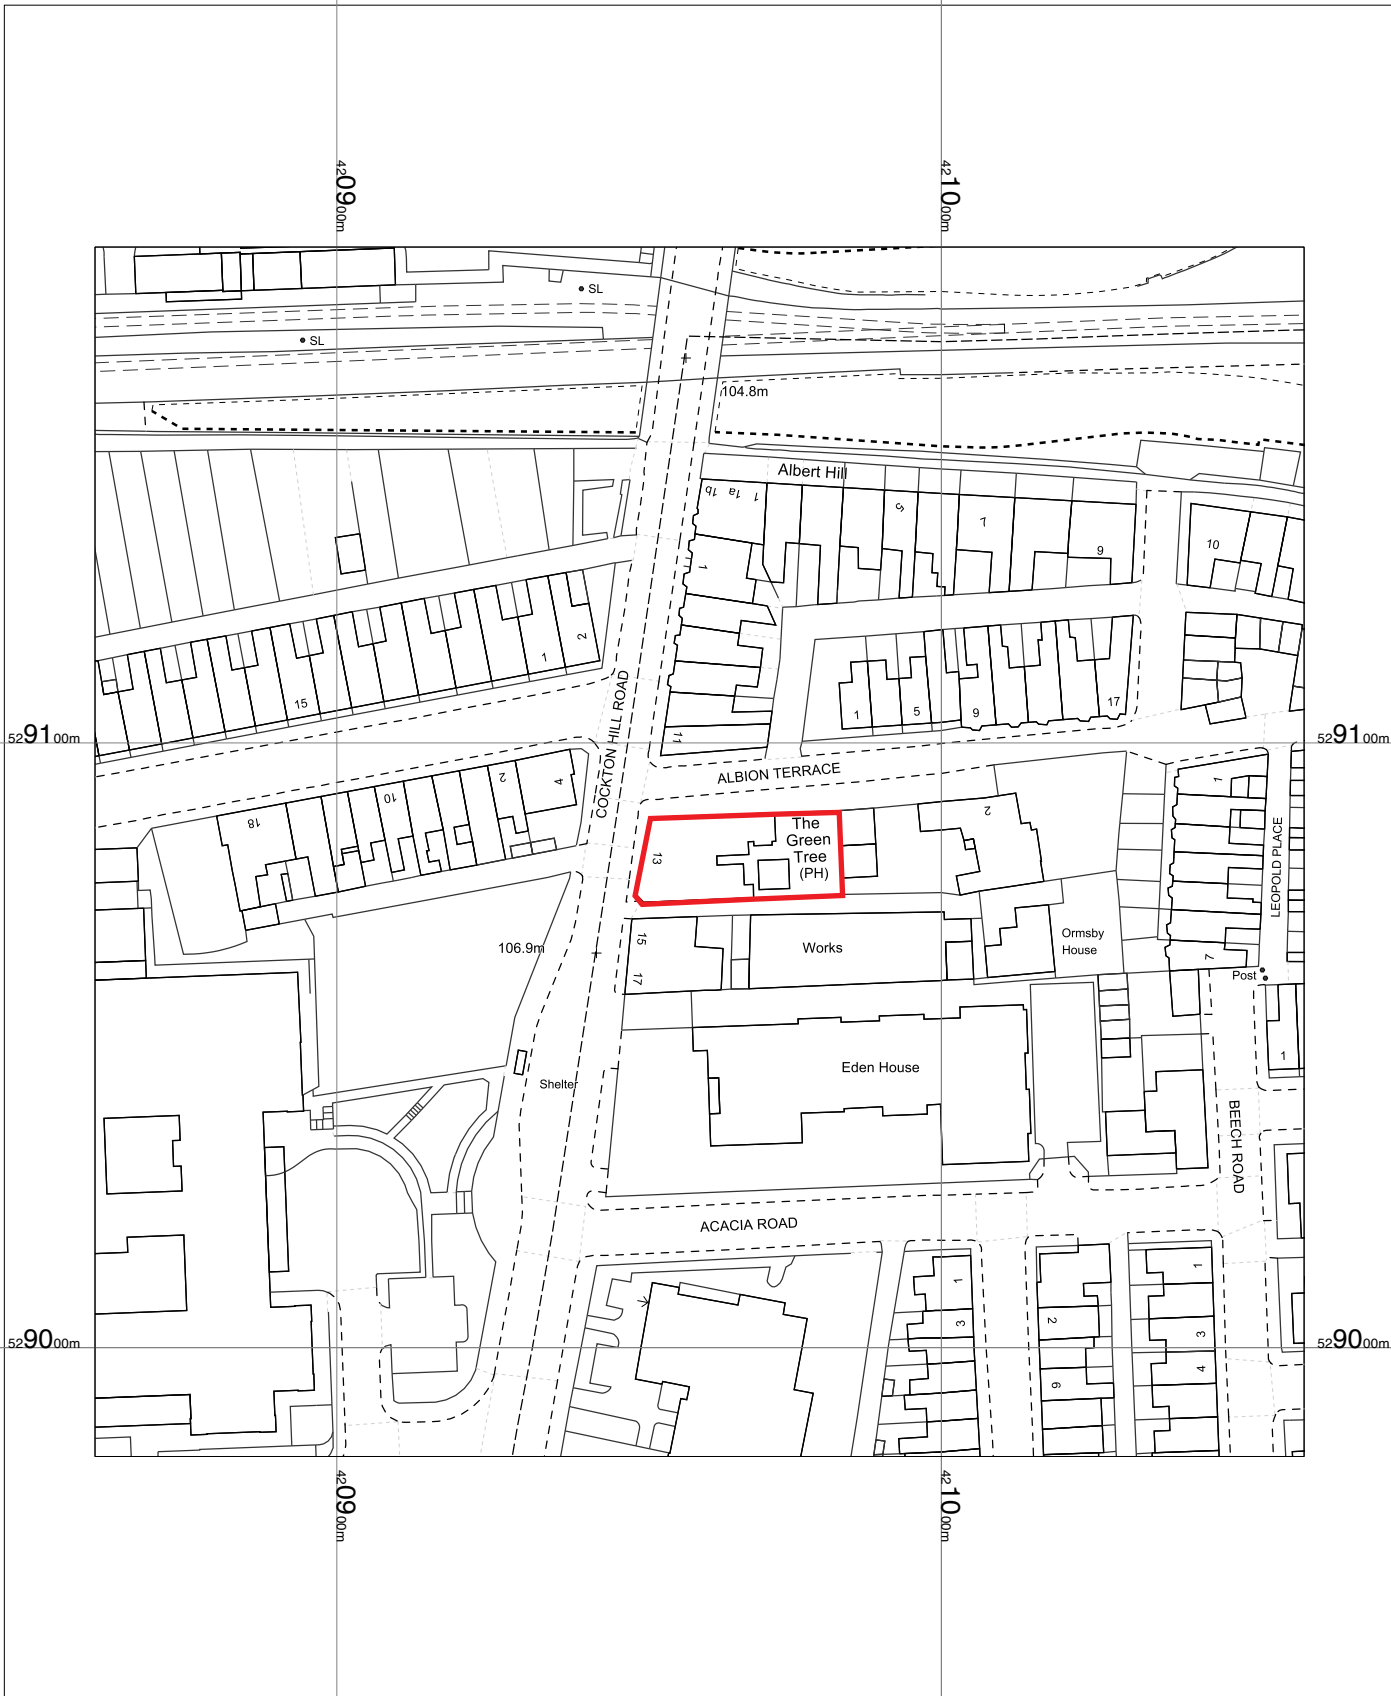 4209 00m
4210 00m
SL
SL
104.8m
Albert Hill
1b 1a 1
5
7
9
10
1
2
1
15
1
5
9
17
11
5291 00m
5291 00m
COCKTON HILL ROAD
ALBION TERRACE
18
10
2
4
13
The
Green
Tree
(PH)
2
1
LEOPOLD PLACE
7
106.9m
15
17
Works
Ormsby
House
Post
Shelter
Eden House
1
BEECH ROAD
ACACIA ROAD
1
3
2
1
3
4
5290 00m
5290 00m
4209 00m
4210 00m